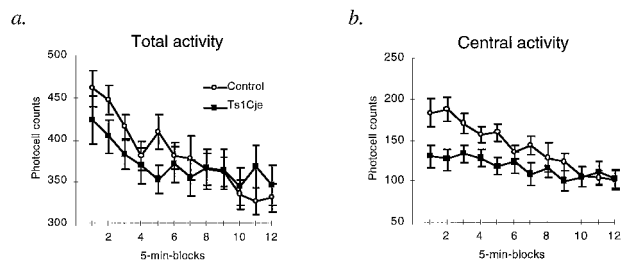 a.
Total activity
500
450
400
350
300
Photocell counts
Control
Ts1Cje
2 4 6 8 10 12
5-min-blocks
b.
Central activity
250
200
150
100
50
Photocell counts
2 4 6 8 10 12
5-min-blocks